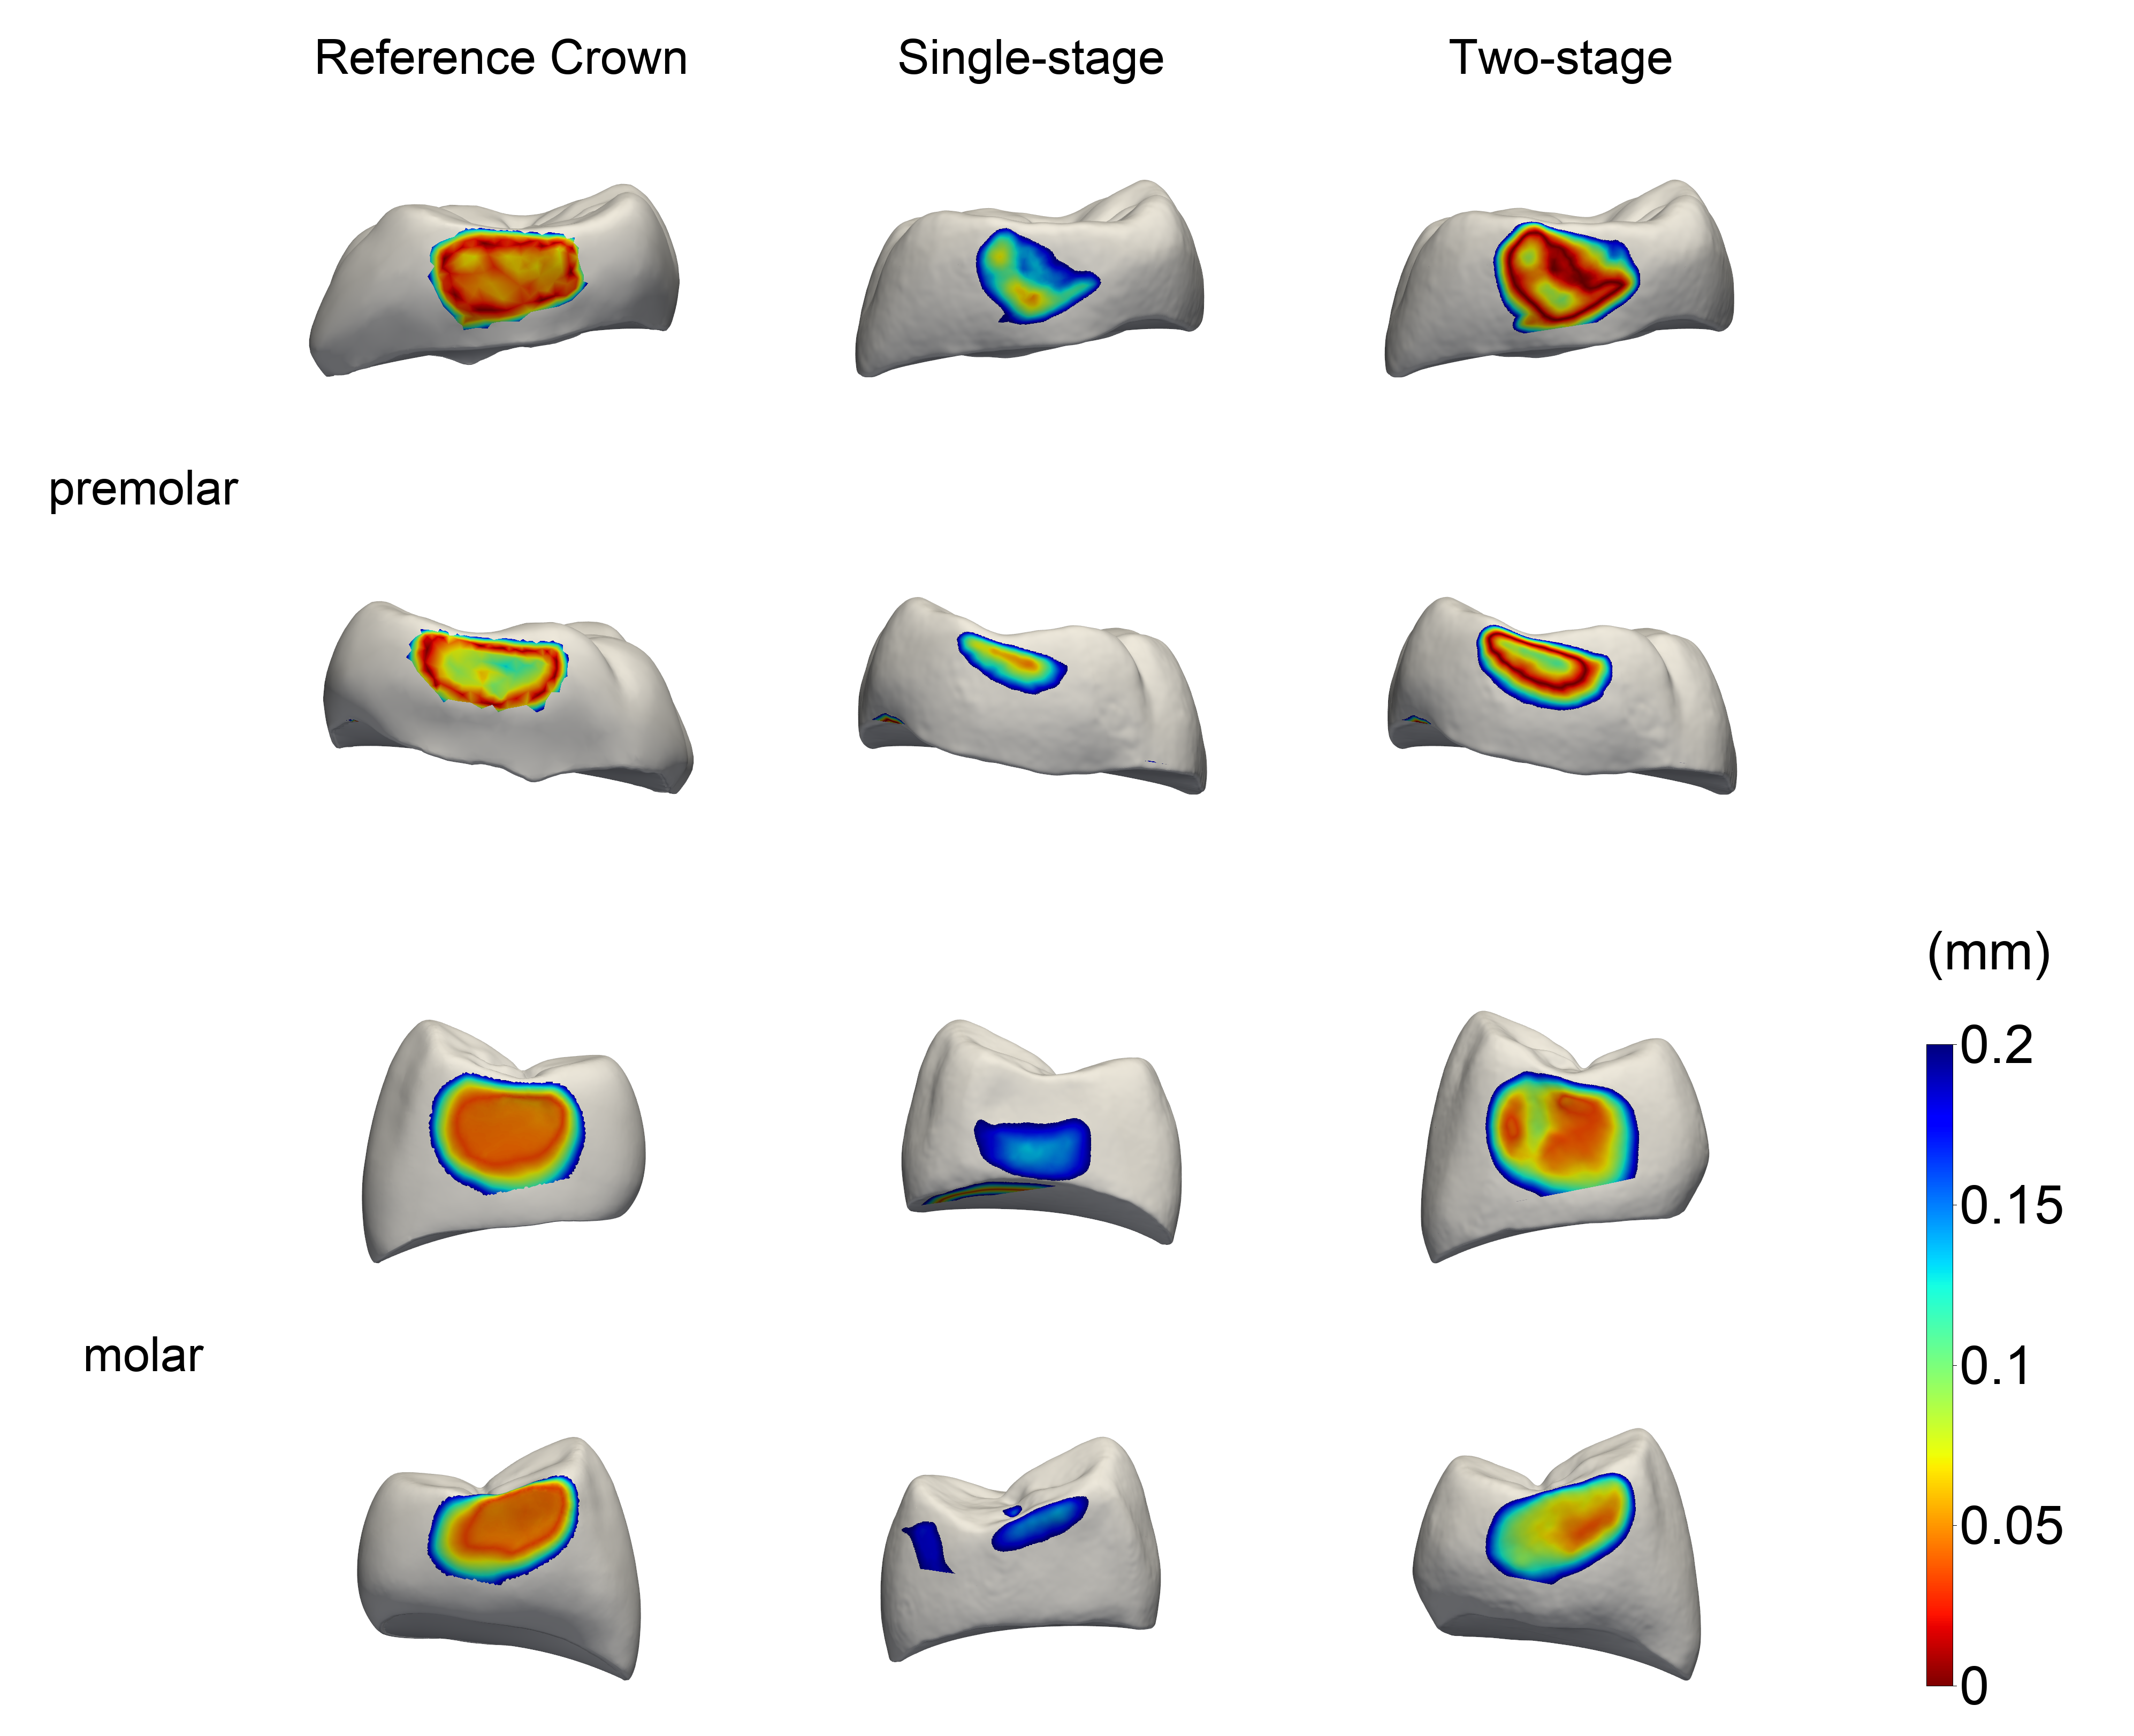 Reference Crown
Single-stage
Two-stage
premolar
molar
(mm)
0.2
0.15
0.1
0.05
0